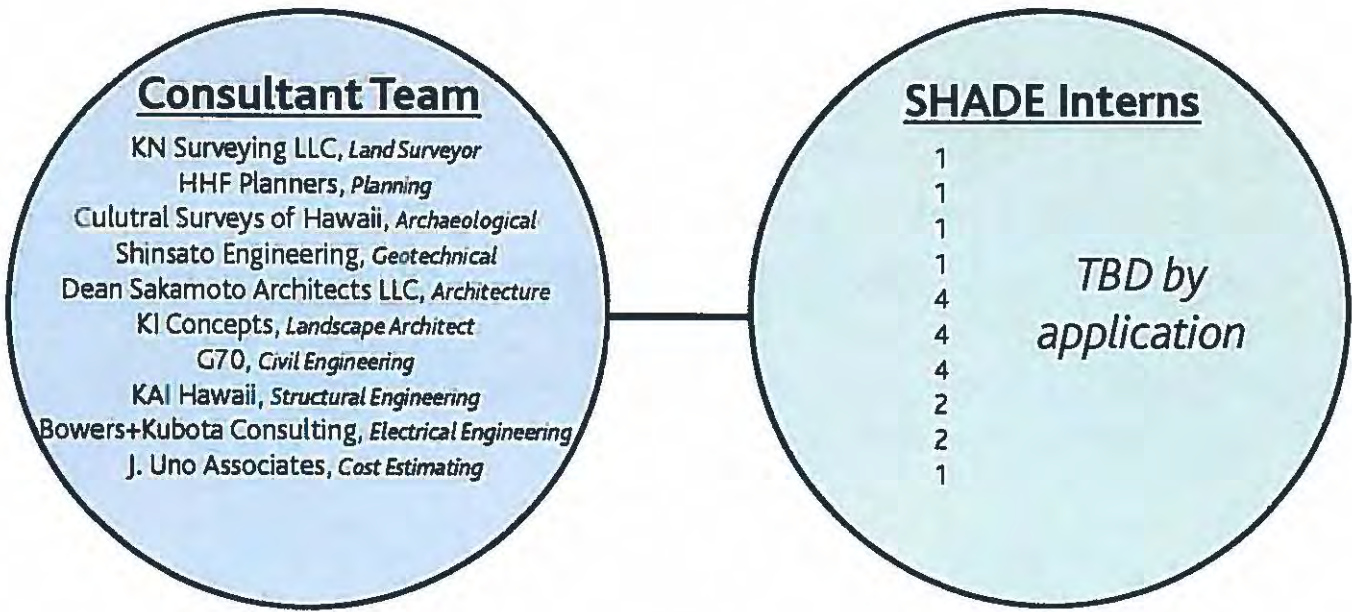 Consultant Team
KN Surveying LLC, Land Surveyor
HHF Planners, Planning
Culutral Surveys of Hawaii, Archaeological
Shinsato Engineering, Geotechnical
Dean Sakamoto Architects LLC, Architecture
KI Concepts, Landscape Architect
G70, Civil Engineering
KAI Hawaii, Structural Engineering
Bowers+Kubota Consulting, Electrical Engineering
J. Uno Associates, Cost Estimating
SHADE Interns
1
1
1
1
4
4
4
2
2
1
TBD by
application